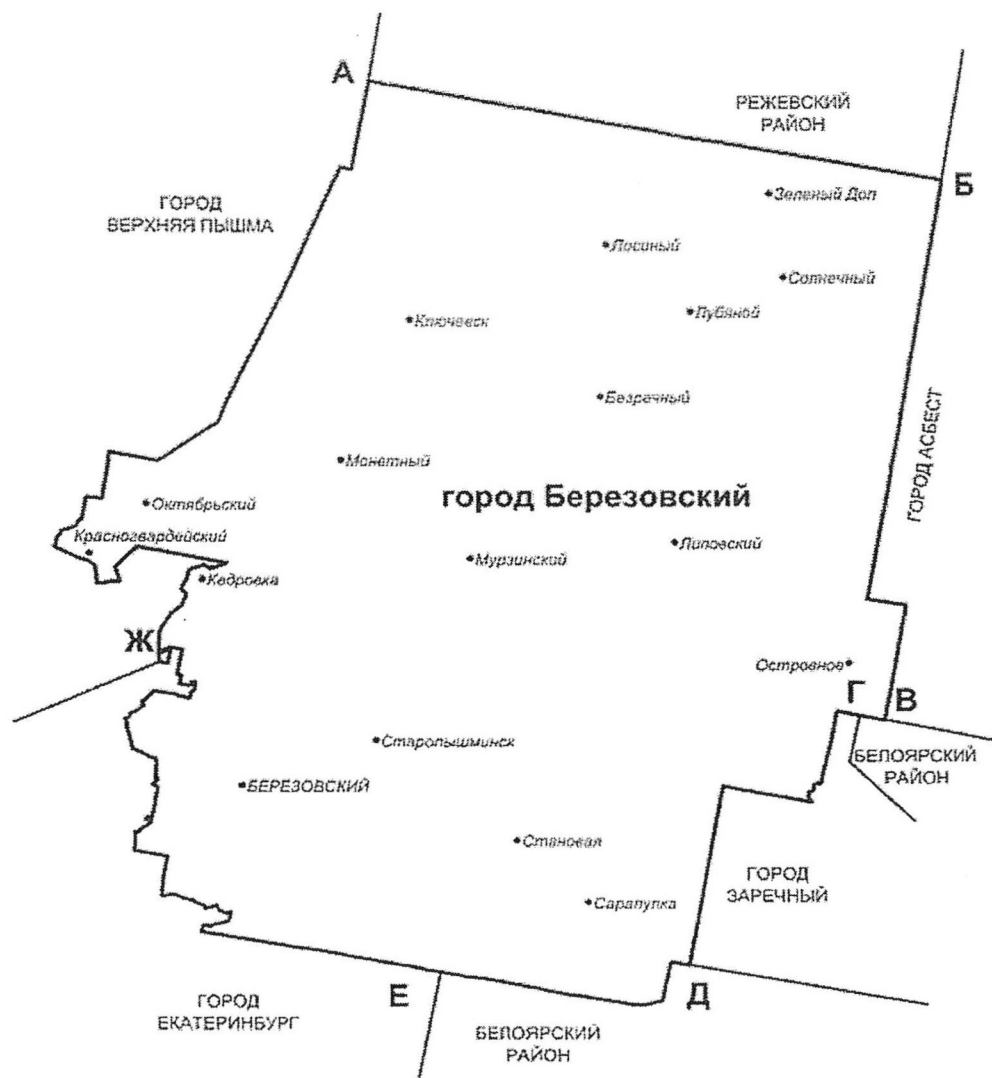 А
РЕЖЕВСКИЙ
РАЙОН
Б
ГОРОД
ВЕРХНЯЯ ПЫШМА
Зеленый Дол
Лосиный
Солнечный
Лубяной
Ключевск
Безречный
ГОРОД АСБЕСТ
Монетный
город Березовский
Октябрьский
Красногвардейский
Липовский
Мурзинский
Кедровка
Ж
Островное
Г
В
Старопышминск
БЕЛОЯРСКИЙ
РАЙОН
БЕРЕЗОВСКИЙ
Становая
ГОРОД
ЗАРЕЧНЫЙ
Сарапулка
Е
Д
ГОРОД
ЕКАТЕРИНБУРГ
БЕЛОЯРСКИЙ
РАЙОН